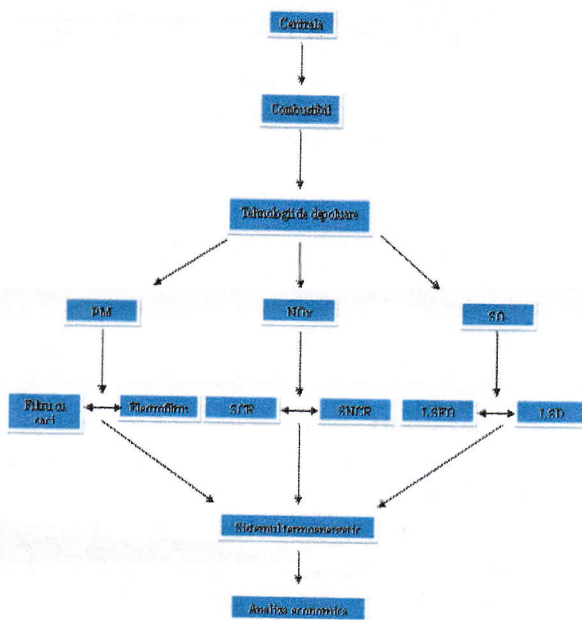 Centrala
Combustibil
Tehnologii de depoluare
PM
NOx
SO
Filtru cu
saci
Electrofiltru
SCR
SNCR
LSFO
LSD
Sistemul termoenergetic
Analiza economica